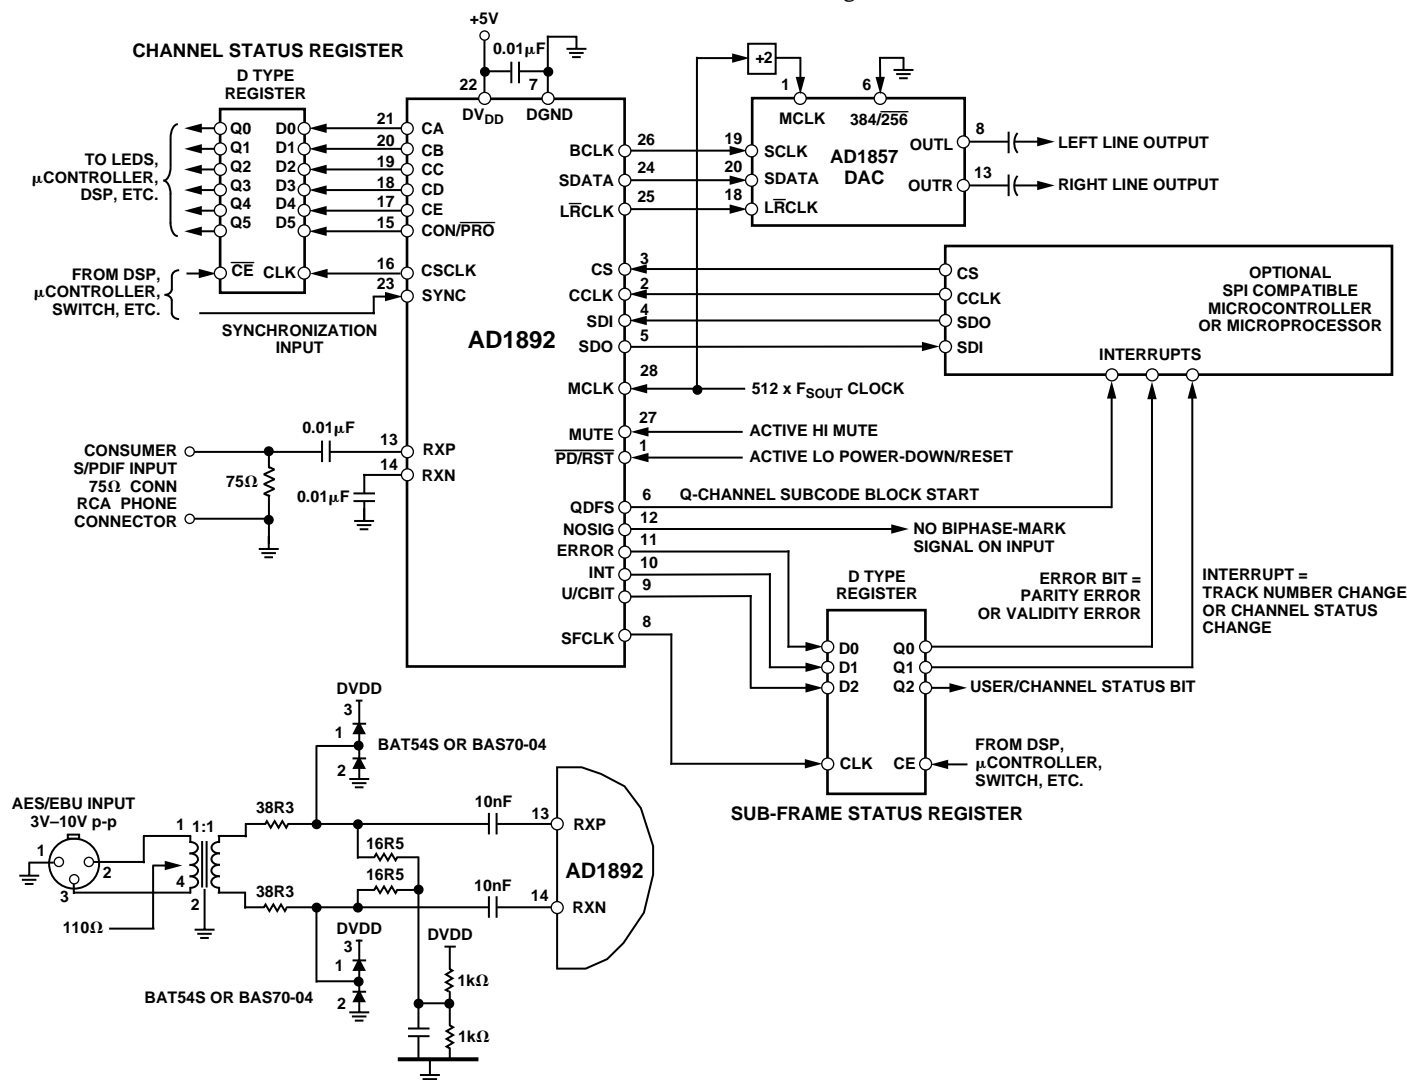 +5V
0.01μF
CHANNEL STATUS REGISTER
D TYPE
REGISTER
22
7
DVDD
DGND
÷2
1
6
MCLK
384/256
AD1857
DAC
Q0 D0
Q1 D1
Q2 D2
Q3 D3
Q4 D4
Q5 D5
CE CLK
TO LEDS,
μCONTROLLER,
DSP, ETC.
FROM DSP,
μCONTROLLER,
SWITCH, ETC.
SYNCHRONIZATION
INPUT
21 CA
20 CB
19 CC
18 CD
17 CE
15 CON/PRO
16 CSCLK
23 SYNC
AD1892
BCLK 26
SDATA 24
LRCLK 25
19 SCLK
20 SDATA
18 LRCLK
OUTL 8
LEFT LINE OUTPUT
OUTR 13
RIGHT LINE OUTPUT
CS 3
CCLK 2
SDI 4
SDO 5
CS
CCLK
SDO
SDI
OPTIONAL
SPI COMPATIBLE
MICROCONTROLLER
OR MICROPROCESSOR
INTERRUPTS
MCLK 28
512 x FSOUT CLOCK
MUTE 27
ACTIVE HI MUTE
PD/RST 1
ACTIVE LO POWER-DOWN/RESET
QDFS 6
Q-CHANNEL SUBCODE BLOCK START
NOSIG 12
NO BIPHASE-MARK
SIGNAL ON INPUT
ERROR 11
INT 10
U/CBIT 9
SFCLK 8
CONSUMER
S/PDIF INPUT
75Ω CONN
RCA PHONE
CONNECTOR
75Ω
0.01μF
13 RXP
14 RXN
0.01μF
D TYPE
REGISTER
ERROR BIT =
PARITY ERROR
OR VALIDITY ERROR
INTERRUPT =
TRACK NUMBER CHANGE
OR CHANNEL STATUS
CHANGE
D0 Q0
D1 Q1
D2 Q2
USER/CHANNEL STATUS BIT
CLK CE
FROM DSP,
μCONTROLLER,
SWITCH, ETC.
SUB-FRAME STATUS REGISTER
DVDD
3
1
2
BAT54S OR BAS70-04
AES/EBU INPUT
3V–10V p-p
1
2
3
110Ω
1 1:1
4
2
38R3
38R3
16R5
16R5
10nF
10nF
13 RXP
14 RXN
AD1892
DVDD
3
1
2
BAT54S OR BAS70-04
DVDD
1kΩ
1kΩ